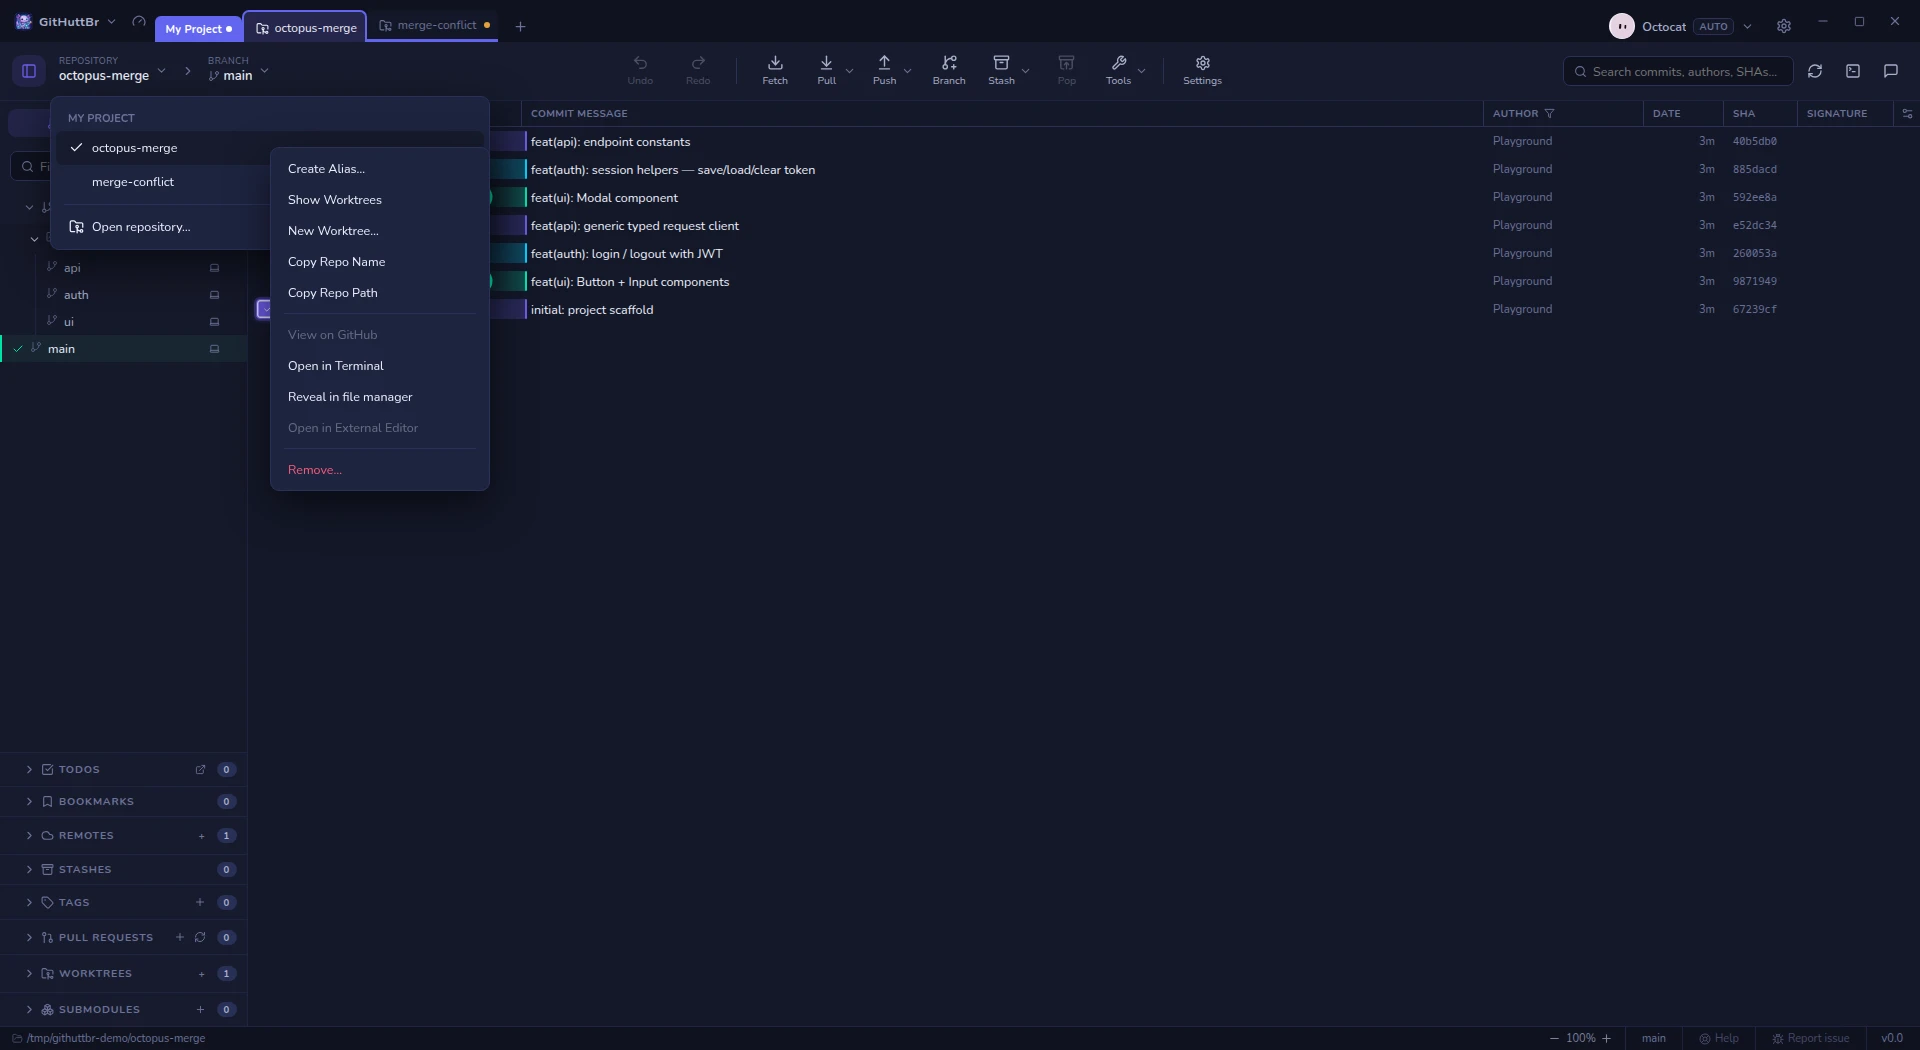 GitHuttBr
My Project
octopus-merge
merge-conflict
Octocat
AUTO
REPOSITORY
octopus-merge
BRANCH
main
Undo
Redo
Fetch
Pull
Push
Branch
Stash
Pop
Tools
Settings
Search commits, authors, SHAs...
MY PROJECT
octopus-merge
merge-conflict
Open repository...
Create Alias...
Show Worktrees
New Worktree...
Copy Repo Name
Copy Repo Path
View on GitHub
Open in Terminal
Reveal in file manager
Open in External Editor
Remove...
COMMIT MESSAGE
AUTHOR
DATE
SHA
SIGNATURE
feat(api): endpoint constants
Playground
3m
40b5db0
feat(auth): session helpers — save/load/clear token
Playground
3m
885dacd
feat(ui): Modal component
Playground
3m
592ee8a
feat(api): generic typed request client
Playground
3m
e52dc34
feat(auth): login / logout with JWT
Playground
3m
260053a
feat(ui): Button + Input components
Playground
3m
9871949
initial: project scaffold
Playground
3m
67239cf
api
auth
ui
main
TODOS
0
BOOKMARKS
0
REMOTES
+ 1
STASHES
0
TAGS
+ 0
PULL REQUESTS
+ 0
WORKTREES
+ 1
SUBMODULES
+ 0
/tmp/githuttbr-demo/octopus-merge
— 100% +
main
Help
Report issue
v0.0